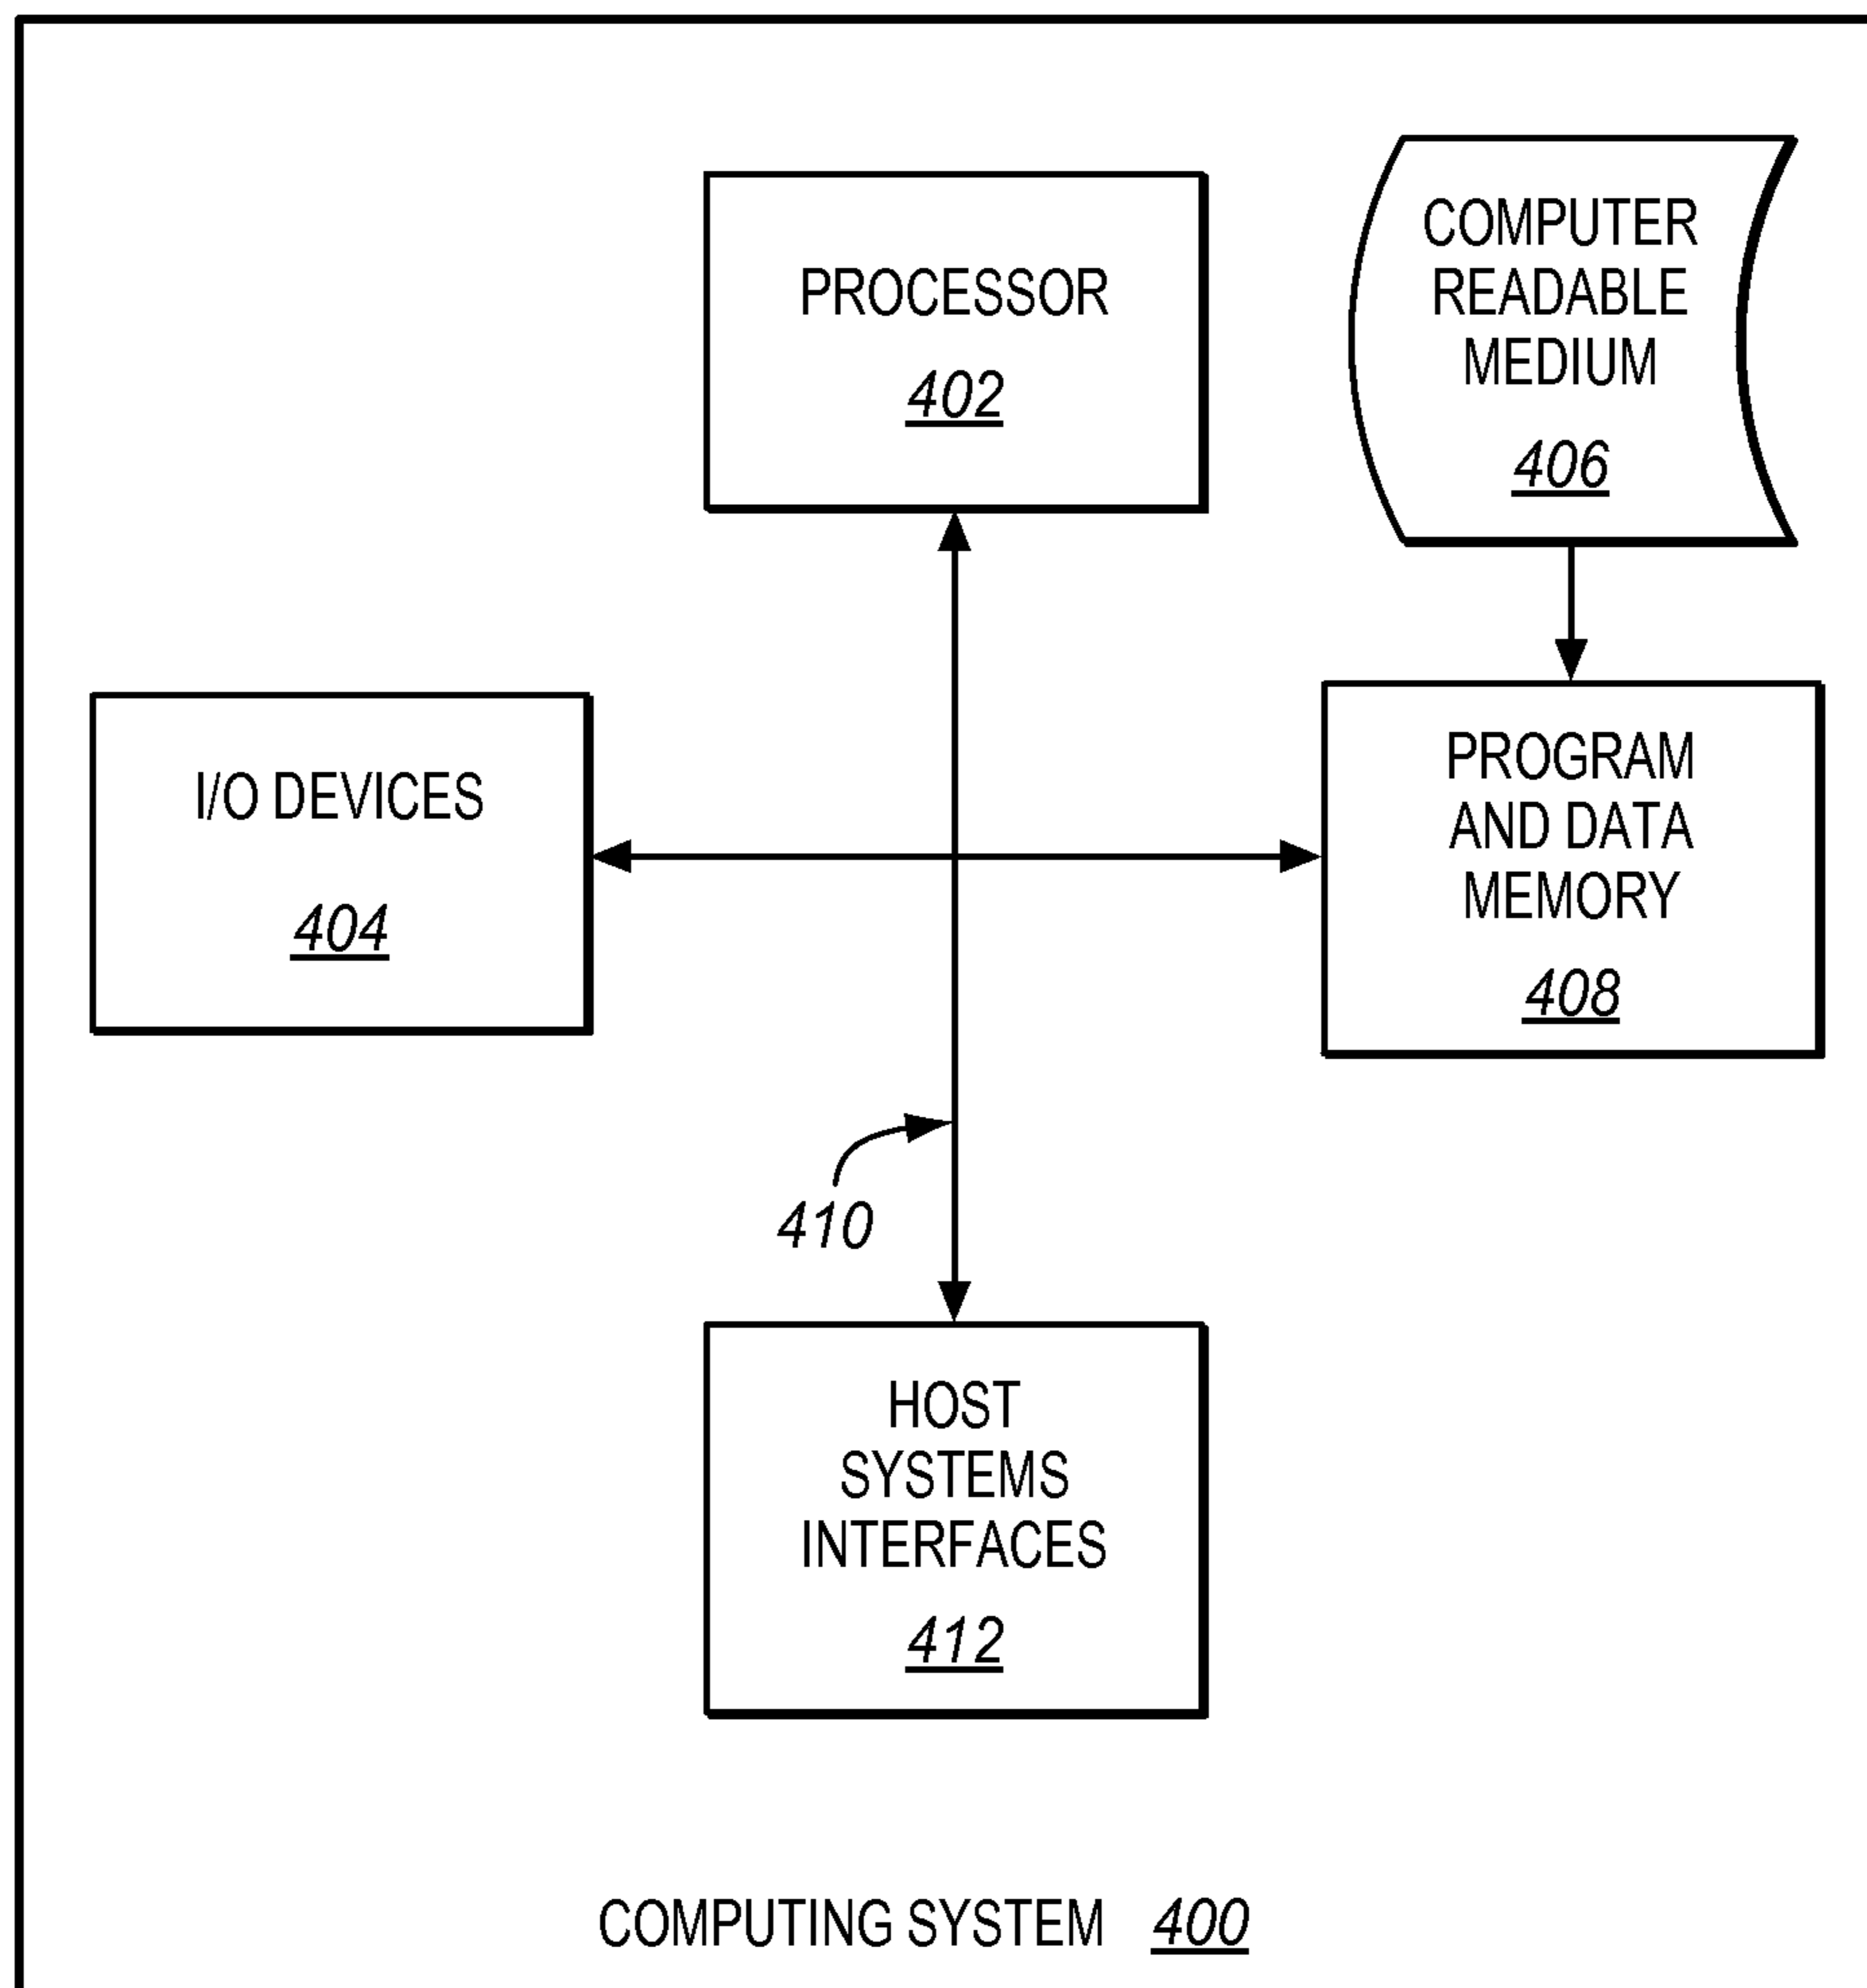 PROCESSOR
402
COMPUTER
READABLE
MEDIUM
406
I/O DEVICES
404
PROGRAM
AND DATA
MEMORY
408
410
HOST
SYSTEMS
INTERFACES
412
COMPUTING SYSTEM 400